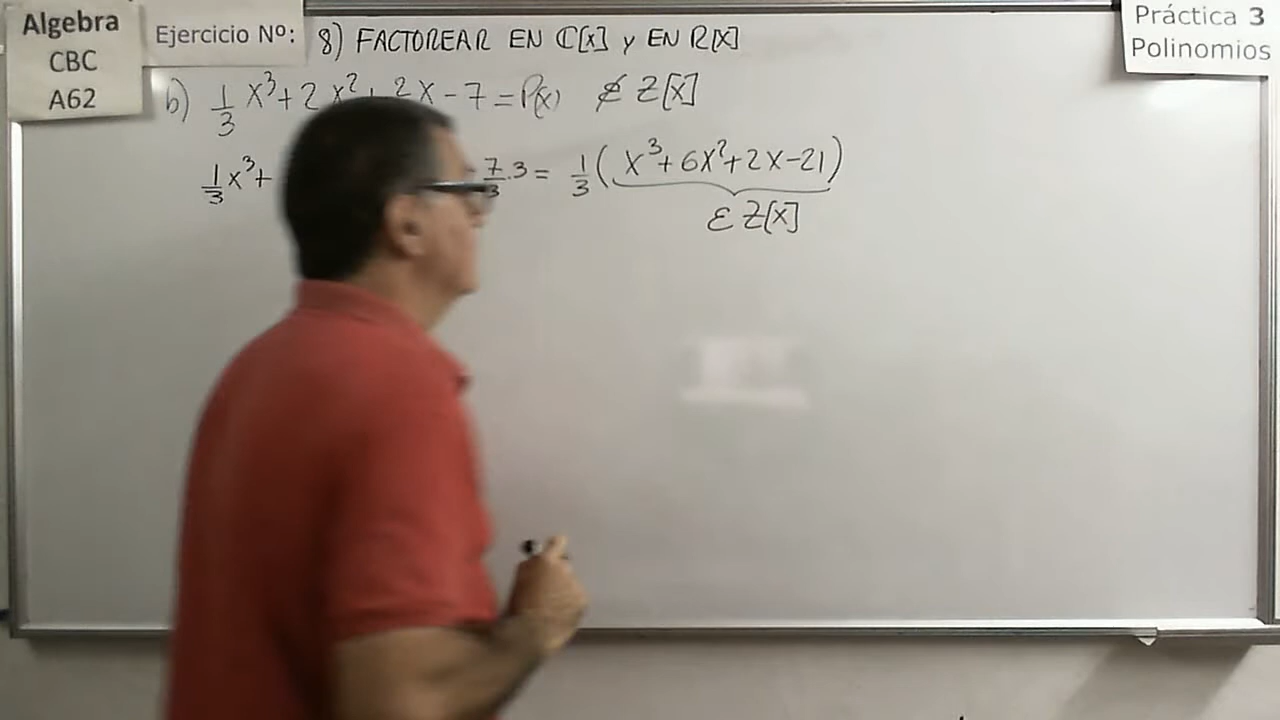 Algebra
CBC
A62
Ejercicio Nº:
8) FACTOREAR EN ℂ[X] y EN R[X]
Práctica 3
Polinomios
b) 1/3 X³ + 2 X² + 2X - 7 = P(x) ∉ Z[X]
1/3 X³ + 7/3 . 3 = 1/3 ( X³ + 6X² + 2X - 21 )
ε Z[X]